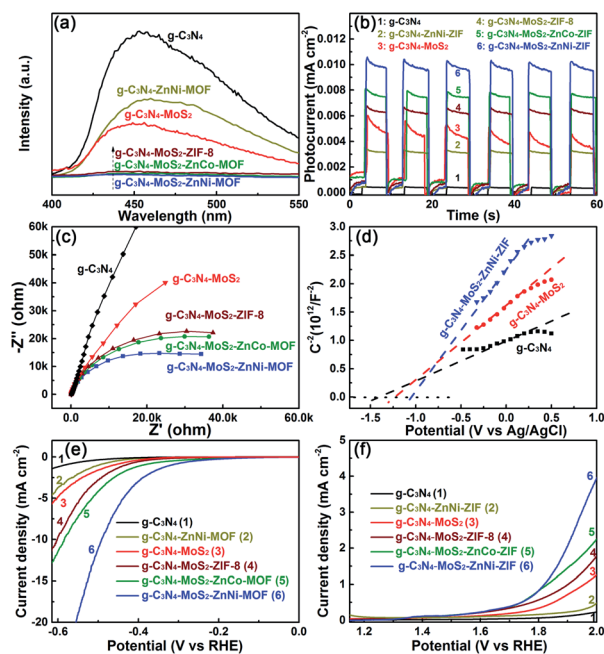 (a)
g-C₃N₄
g-C₃N₄-ZnNi-MOF
g-C₃N₄-MoS₂
g-C₃N₄-MoS₂-ZIF-8
g-C₃N₄-MoS₂-ZnCo-MOF
g-C₃N₄-MoS₂-ZnNi-MOF
Intensity (a.u.)
400 450 500 550
Wavelength (nm)
(b)
1: g-C₃N₄ 4: g-C₃N₄-MoS₂-ZIF-8
2: g-C₃N₄-ZnNi-ZIF 5: g-C₃N₄-MoS₂-ZnCo-ZIF
3: g-C₃N₄-MoS₂ 6: g-C₃N₄-MoS₂-ZnNi-ZIF
Photocurrent (mA cm⁻²)
0.012
0.010
0.008
0.006
0.004
0.002
0.000
6
5
4
3
2
1
0 10 20 30 40 50 60
Time (s)
(c)
-60k
-50k
40k
30k
20k
10k
0
-Z'' (ohm)
g-C₃N₄
g-C₃N₄-MoS₂
g-C₃N₄-MoS₂-ZIF-8
g-C₃N₄-MoS₂-ZnCo-MOF
g-C₃N₄-MoS₂-ZnNi-MOF
0 20.0k 40.0k 60.0k
Z' (ohm)
(d)
3.0
2.5
2.0
1.5
1.0
0.5
0.0
C⁻²(10¹²/F⁻²)
g-C₃N₄-MoS₂-ZnNi-ZIF
g-C₃N₄-MoS₂
g-C₃N₄
-1.5 -1.0 -0.5 0.0 0.5 1.0
Potential (V vs Ag/AgCl)
(e)
0
-5
-10
-15
-20
Current density (mA cm⁻²)
1
2
3
4
5
6
g-C₃N₄ (1)
g-C₃N₄-ZnNi-MOF (2)
g-C₃N₄-MoS₂ (3)
g-C₃N₄-MoS₂-ZIF-8 (4)
g-C₃N₄-MoS₂-ZnCo-MOF (5)
g-C₃N₄-MoS₂-ZnNi-MOF (6)
-0.6 -0.4 -0.2 0.0
Potential (V vs RHE)
(f)
5
4
3
2
1
0
Current density (mA cm⁻²)
g-C₃N₄ (1)
g-C₃N₄-ZnNi-ZIF (2)
g-C₃N₄-MoS₂ (3)
g-C₃N₄-MoS₂-ZIF-8 (4)
g-C₃N₄-MoS₂-ZnCo-ZIF (5)
g-C₃N₄-MoS₂-ZnNi-ZIF (6)
6
5
4
3
2
1
1.2 1.4 1.6 1.8 2.0
Potential (V vs RHE)